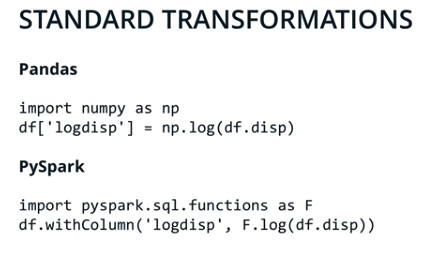 STANDARD TRANSFORMATIONS
Pandas
import numpy as np
df['logdisp'] = np.log(df.disp)
PySpark
import pyspark.sql.functions as F
df.withColumn('logdisp', F.log(df.disp))